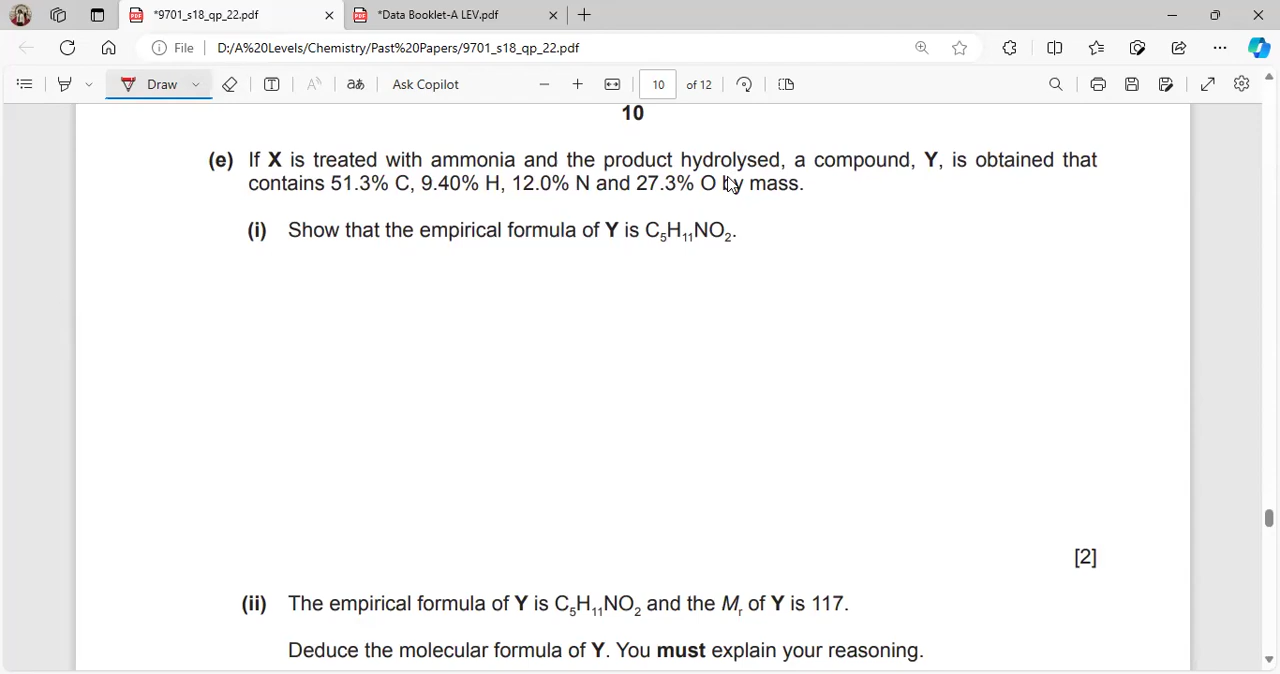 *9701_s18_qp_22.pdf
*Data Booklet-A LEV.pdf
File D:/A%20Levels/Chemistry/Past%20Papers/9701_s18_qp_22.pdf
Draw
aあ
Ask Copilot
10 of 12
10
(e) If X is treated with ammonia and the product hydrolysed, a compound, Y, is obtained that
contains 51.3% C, 9.40% H, 12.0% N and 27.3% O by mass.
(i) Show that the empirical formula of Y is C₅H₁₁NO₂.
[2]
(ii) The empirical formula of Y is C₅H₁₁NO₂ and the Mᵣ of Y is 117.
Deduce the molecular formula of Y. You must explain your reasoning.